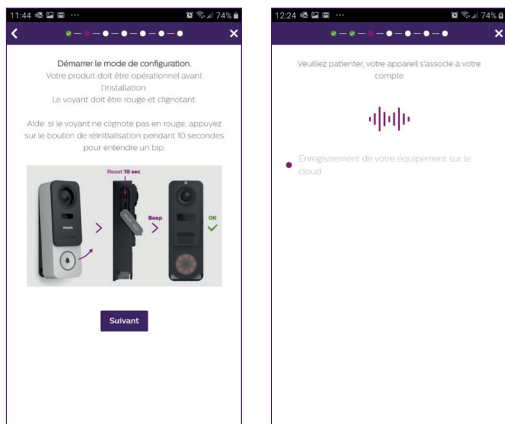 11:44 ... 74%
Démarrer le mode de configuration.
Votre produit doit être opérationnel avant
l'installation.
Le voyant doit être rouge et clignotant.
Aide: si le voyant ne clignote pas en rouge, appuyez
sur le bouton de réinitialisation pendant 10 secondes
pour entendre un bip.
Reset 10 sec
Beep
OK
PHILIPS
Suivant
12:24 ... 74%
Veuillez patienter, votre appareil s'associe à votre
compte
Enregistrement de votre équipement sur le
cloud